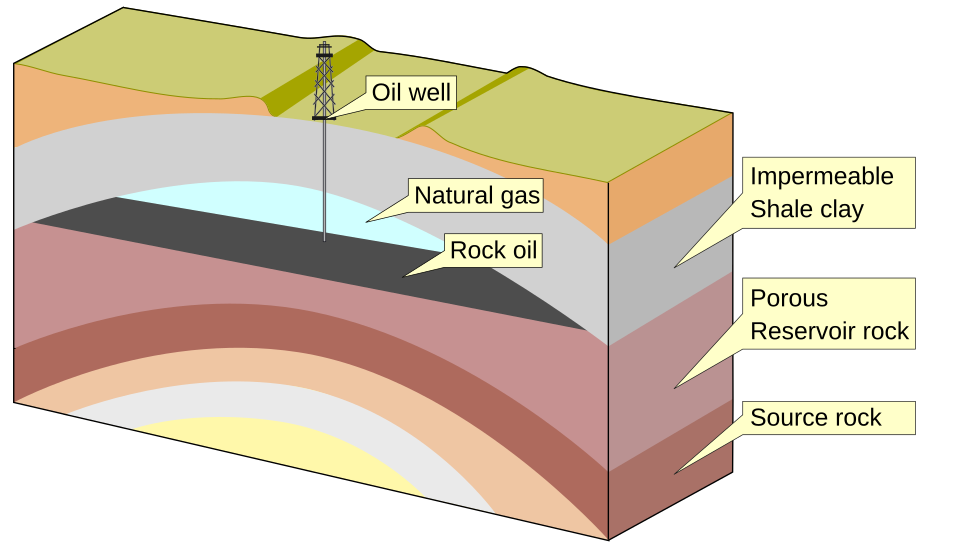 Oil well
Natural gas
Rock oil
Impermeable
Shale clay
Porous
Reservoir rock
Source rock